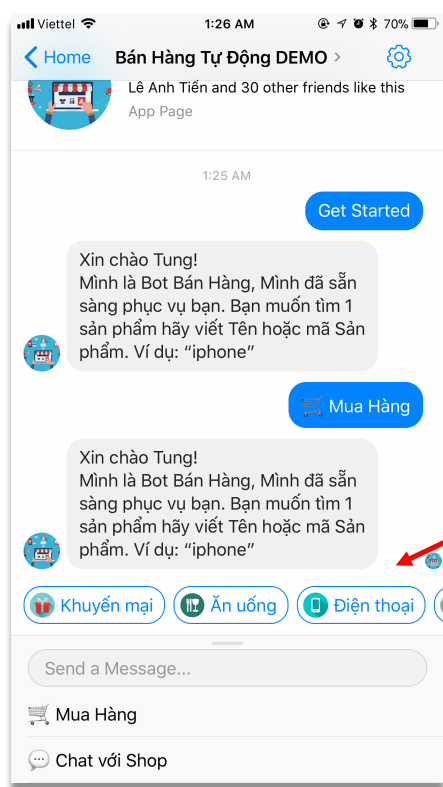 Viettel 1:26 AM 70%
Home Bán Hàng Tự Động DEMO
Lê Anh Tiến and 30 other friends like this
App Page
1:25 AM
Get Started
Xin chào Tung!
Mình là Bot Bán Hàng, Mình đã sẵn
sàng phục vụ bạn. Bạn muốn tìm 1
sản phẩm hãy viết Tên hoặc mã Sản
phẩm. Ví dụ: “iphone”
Mua Hàng
Xin chào Tung!
Mình là Bot Bán Hàng, Mình đã sẵn
sàng phục vụ bạn. Bạn muốn tìm 1
sản phẩm hãy viết Tên hoặc mã Sản
phẩm. Ví dụ: “iphone”
Khuyến mại Ăn uống Điện thoại
Send a Message...
Mua Hàng
Chat với Shop